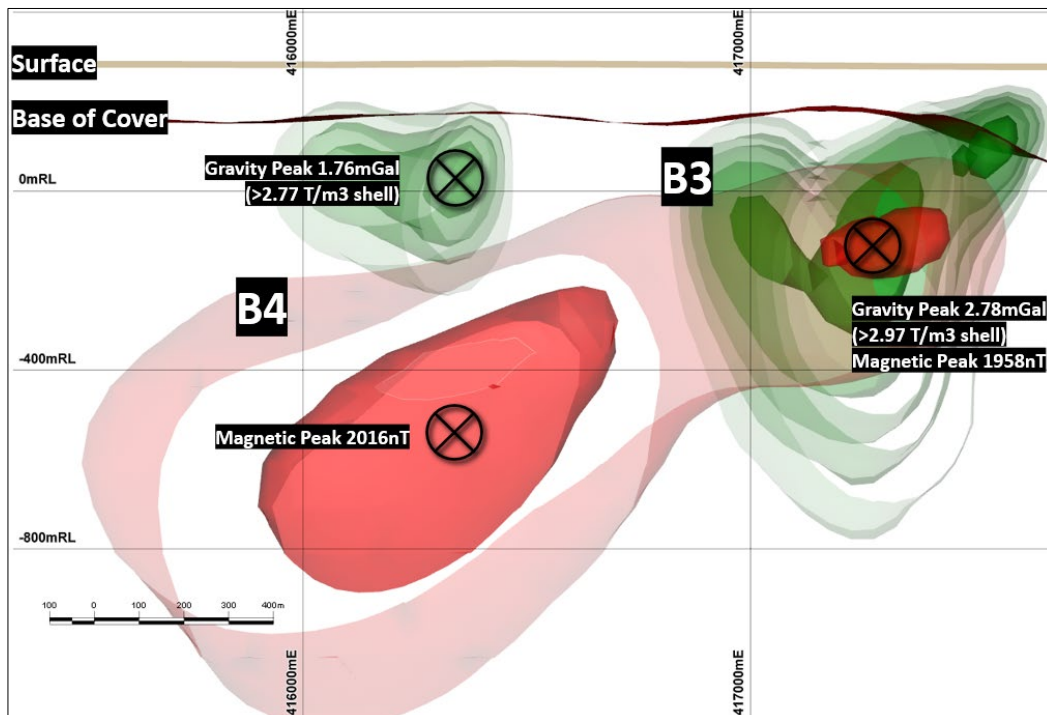 416000mE
417000mE
Surface
Base of Cover
Gravity Peak 1.76mGal
(>2.77 T/m3 shell)
B3
0mRL
B4
Gravity Peak 2.78mGal
(>2.97 T/m3 shell)
Magnetic Peak 1958nT
-400mRL
Magnetic Peak 2016nT
-800mRL
100 0 100 200 300 400m
416000mE
417000mE